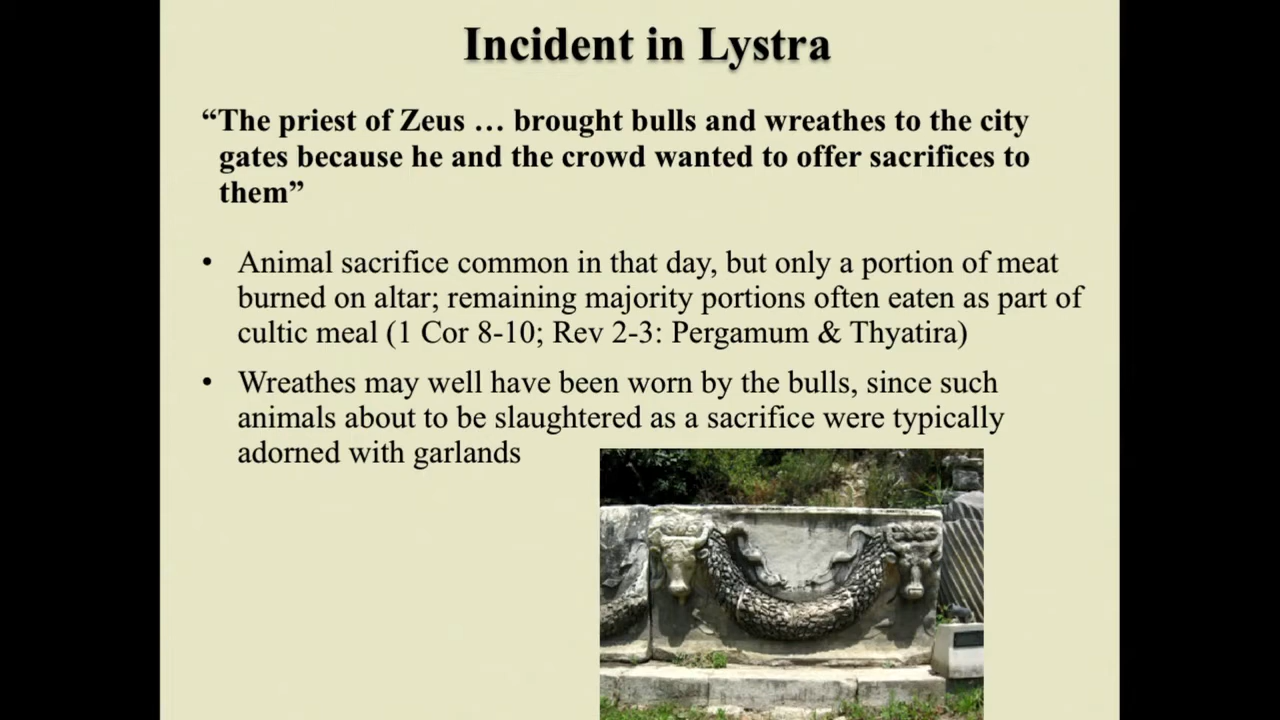 Incident in Lystra
“The priest of Zeus … brought bulls and wreathes to the city
gates because he and the crowd wanted to offer sacrifices to
them”
• Animal sacrifice common in that day, but only a portion of meat
burned on altar; remaining majority portions often eaten as part of
cultic meal (1 Cor 8-10; Rev 2-3: Pergamum & Thyatira)
• Wreathes may well have been worn by the bulls, since such
animals about to be slaughtered as a sacrifice were typically
adorned with garlands